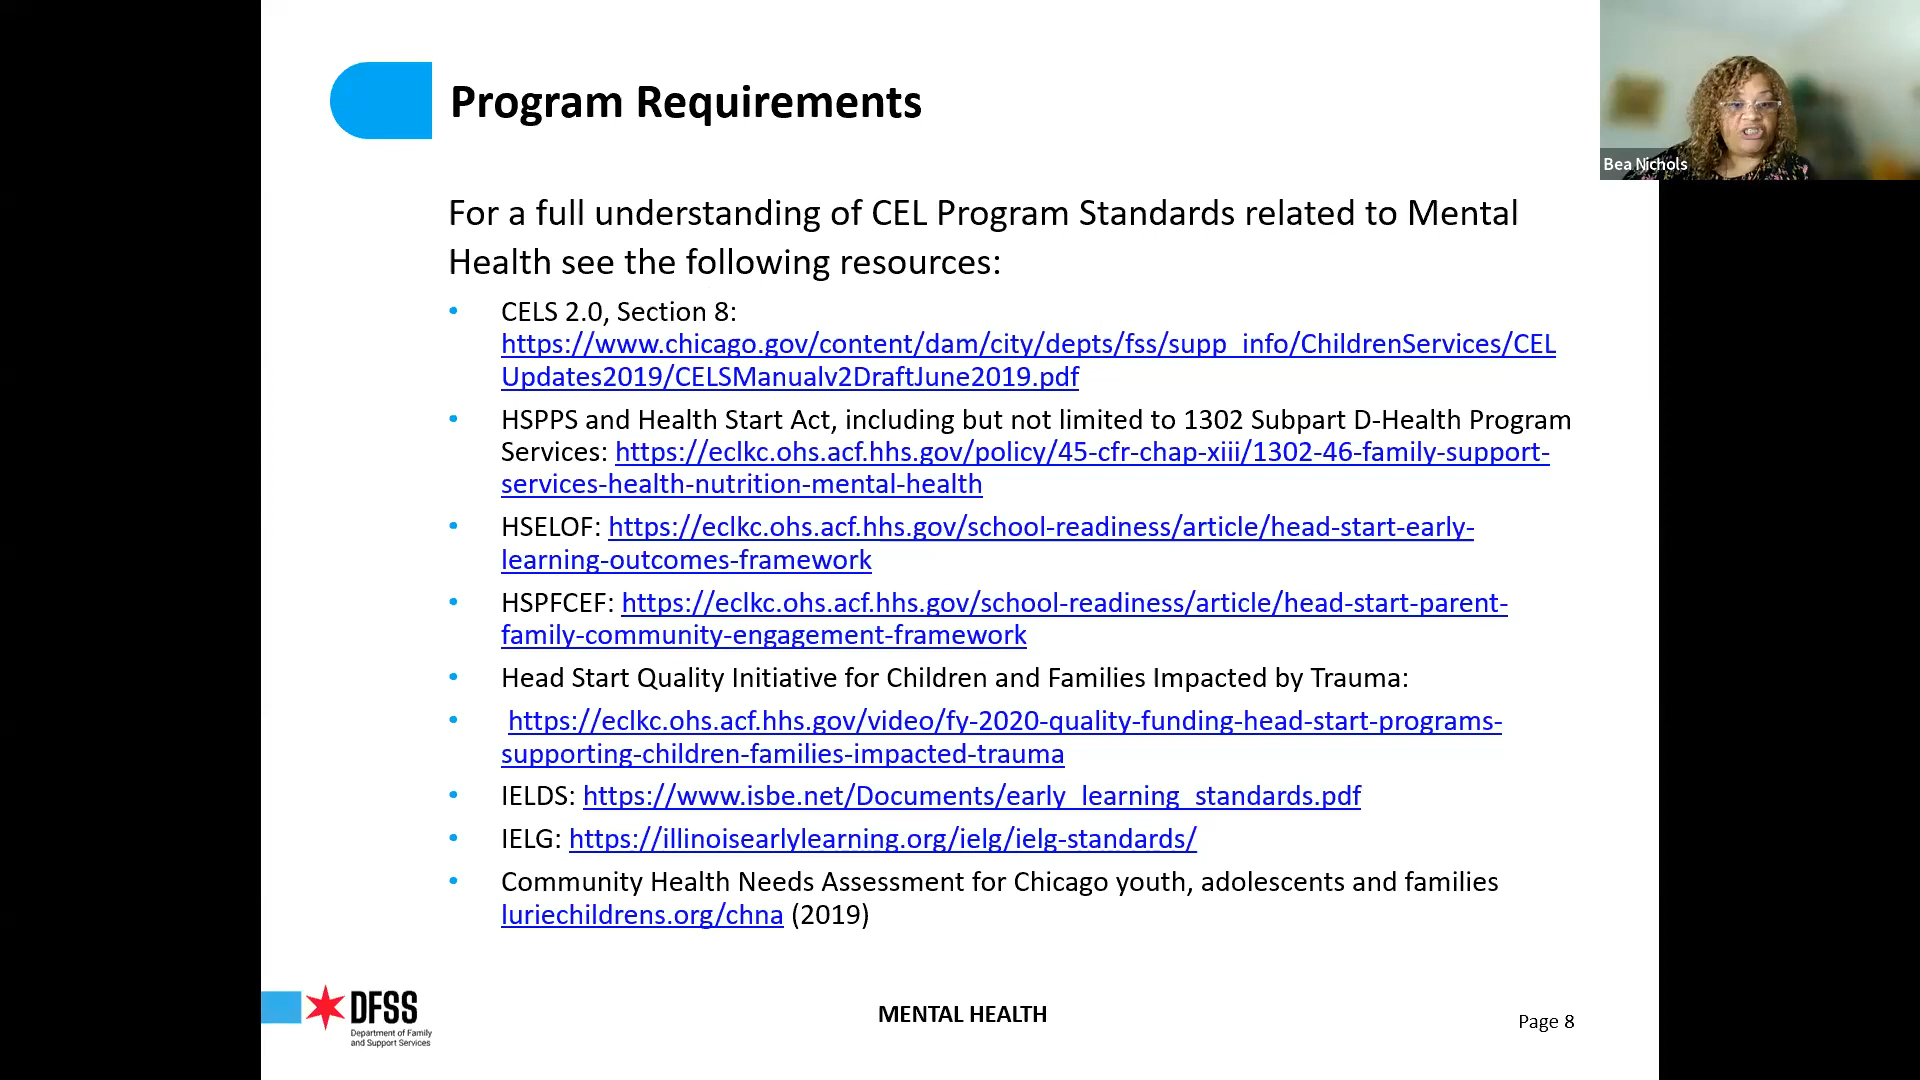 Program Requirements
Bea Nichols
For a full understanding of CEL Program Standards related to Mental
Health see the following resources:
• CELS 2.0, Section 8:
https://www.chicago.gov/content/dam/city/depts/fss/supp_info/ChildrenServices/CEL
Updates2019/CELSManualv2DraftJune2019.pdf
• HSPPS and Health Start Act, including but not limited to 1302 Subpart D-Health Program
Services: https://eclkc.ohs.acf.hhs.gov/policy/45-cfr-chap-xiii/1302-46-family-support-
services-health-nutrition-mental-health
• HSELOF: https://eclkc.ohs.acf.hhs.gov/school-readiness/article/head-start-early-
learning-outcomes-framework
• HSPFCEF: https://eclkc.ohs.acf.hhs.gov/school-readiness/article/head-start-parent-
family-community-engagement-framework
• Head Start Quality Initiative for Children and Families Impacted by Trauma:
• https://eclkc.ohs.acf.hhs.gov/video/fy-2020-quality-funding-head-start-programs-
supporting-children-families-impacted-trauma
• IELDS: https://www.isbe.net/Documents/early_learning_standards.pdf
• IELG: https://illinoisearlylearning.org/ielg/ielg-standards/
• Community Health Needs Assessment for Chicago youth, adolescents and families
luriechildrens.org/chna (2019)
DFSS
Department of Family
and Support Services
MENTAL HEALTH
Page 8